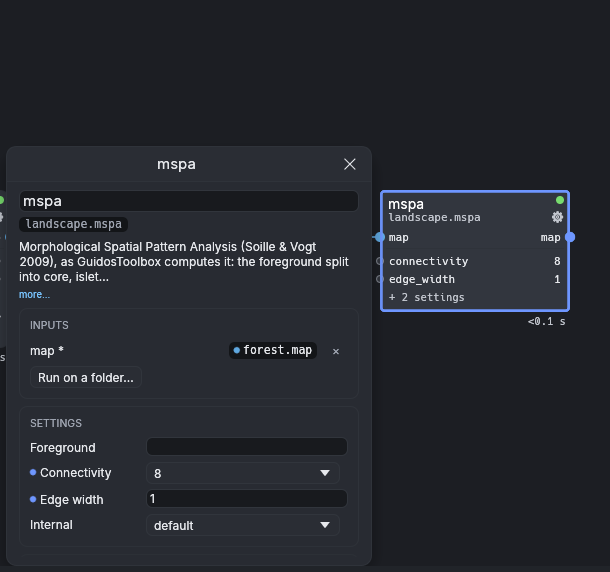 mspa
mspa
landscape.mspa
Morphological Spatial Pattern Analysis (Soille & Vogt
2009), as GuidosToolbox computes it: the foreground split
into core, islet...
more...
INPUTS
map *
forest.map
×
Run on a folder...
SETTINGS
Foreground
Connectivity
8
Edge width
1
Internal
default
mspa
landscape.mspa
map
map
connectivity
8
edge_width
1
+ 2 settings
<0.1 s
s